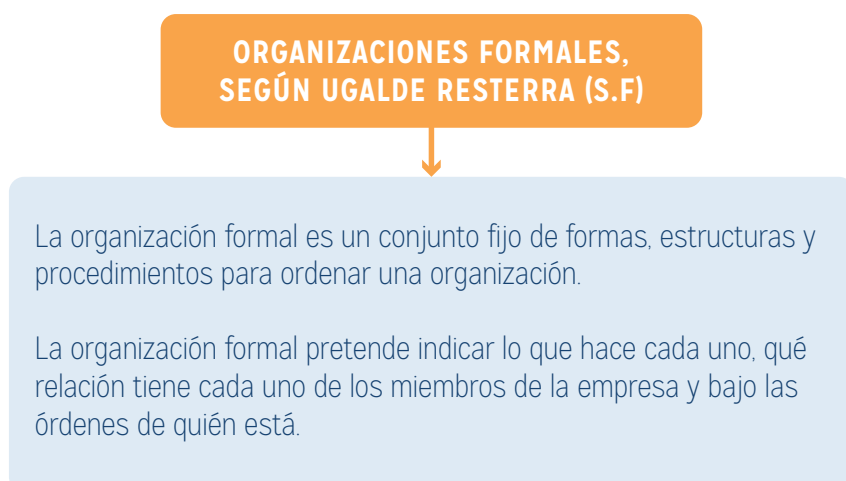 ORGANIZACIONES FORMALES,
SEGÚN UGALDE RESTERRA (S.F)
La organización formal es un conjunto fijo de formas, estructuras y
procedimientos para ordenar una organización.
La organización formal pretende indicar lo que hace cada uno, qué
relación tiene cada uno de los miembros de la empresa y bajo las
órdenes de quién está.